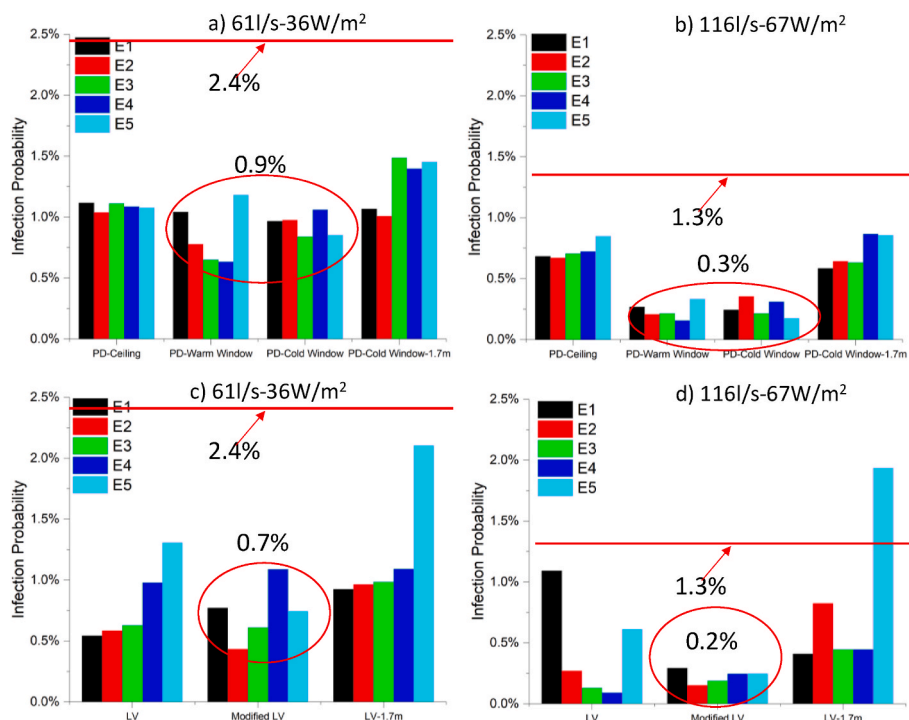 a) 61l/s-36W/m²
2.5%
2.0%
1.5%
1.0%
0.5%
0.0%
Infection Probability
E1
E2
E3
E4
E5
2.4%
0.9%
PD-Ceiling PD-Warm Window PD-Cold Window PD-Cold Window-1.7m
b) 116l/s-67W/m²
2.5%
2.0%
1.5%
1.0%
0.5%
0.0%
Infection Probability
E1
E2
E3
E4
E5
1.3%
0.3%
PD-Ceiling PD-Warm Window PD-Cold Window PD-Cold Window-1.7m
c) 61l/s-36W/m²
2.5%
2.0%
1.5%
1.0%
0.5%
0.0%
Infection Probability
E1
E2
E3
E4
E5
2.4%
0.7%
LV Modified LV LV-1.7m
d) 116l/s-67W/m²
2.5%
2.0%
1.5%
1.0%
0.5%
0.0%
Infection Probability
E1
E2
E3
E4
E5
1.3%
0.2%
LV Modified LV LV-1.7m